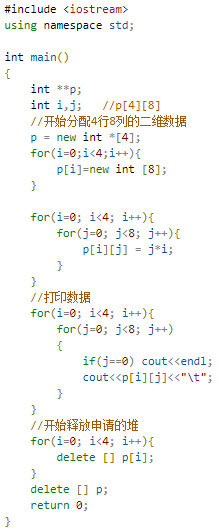 #include <iostream>
using namespace std;
int main()
{
int **p;
int i,j;   //p[4][8]
//开始分配4行8列的二维数据
p = new int *[4];
for(i=0;i<4;i++){
p[i]=new int [8];
}
for(i=0; i<4; i++){
for(j=0; j<8; j++){
p[i][j] = j*i;
}
}
//打印数据
for(i=0; i<4; i++){
for(j=0; j<8; j++)
{
if(j==0) cout<<endl;
cout<<p[i][j]<<"\t";
}
}
//开始释放申请的堆
for(i=0; i<4; i++){
delete [] p[i];
}
delete [] p;
return 0;
}